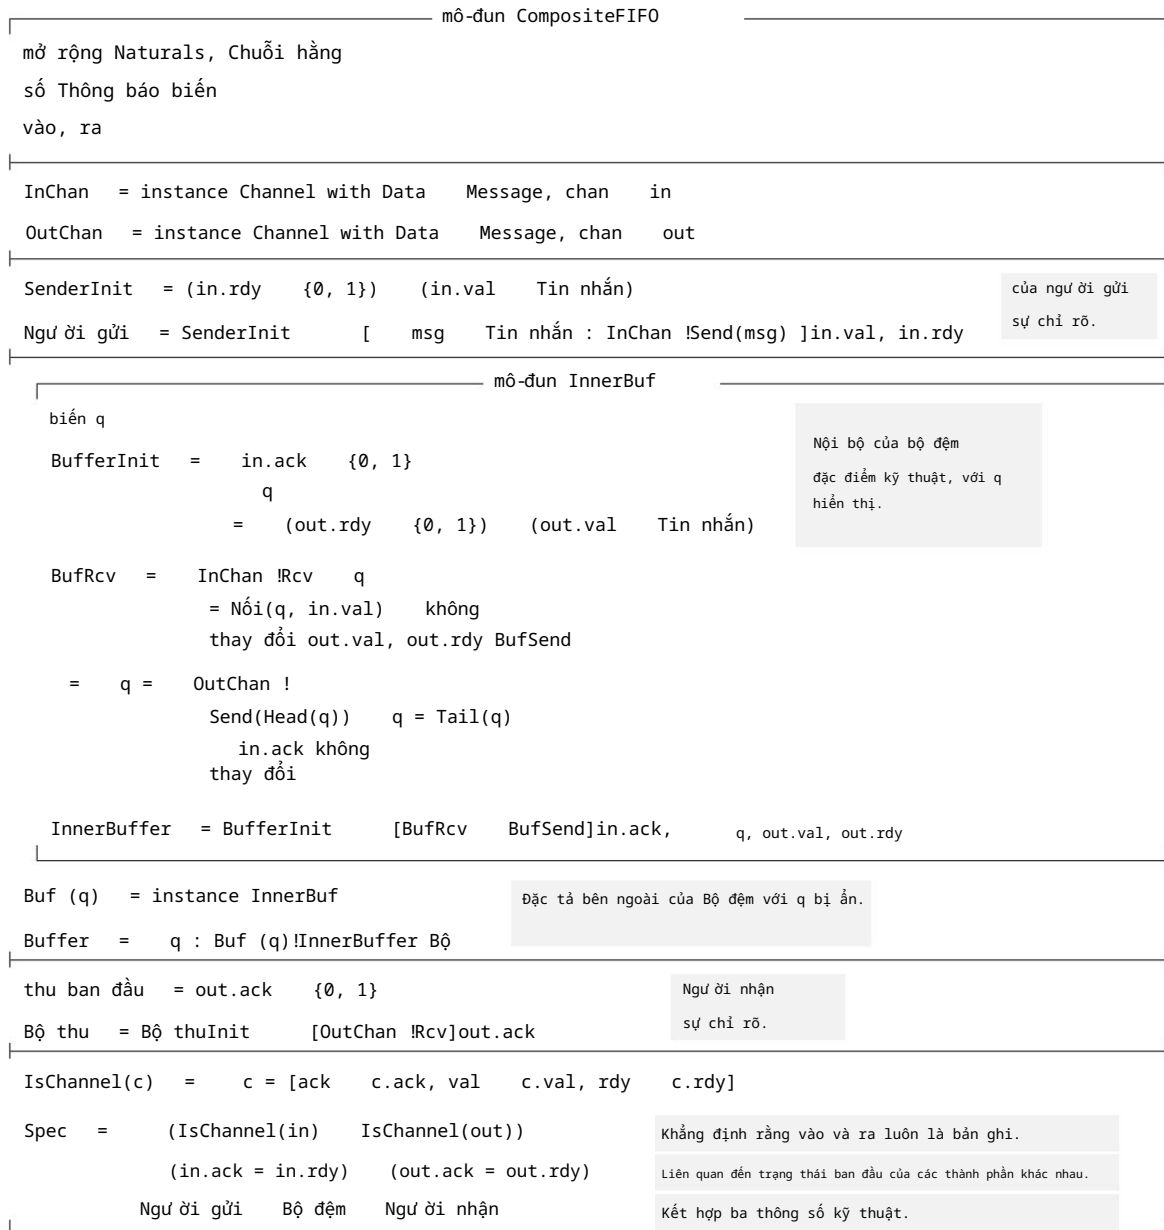 mô-đun CompositeFIFO
mở rộng Naturals, Chuỗi hằng
số Thông báo biến
vào, ra
InChan = instance Channel with Data Message, chan in
OutChan = instance Channel with Data Message, chan out
SenderInit = (in.rdy {0, 1}) (in.val Tin nhắn)
của người gửi
sự chỉ rõ.
Người gửi = SenderInit [ msg Tin nhắn : InChan !Send(msg) ]in.val, in.rdy
mô-đun InnerBuf
biến q
Nội bộ của bộ đệm
đặc điểm kỹ thuật, với q
hiển thị.
BufferInit = in.ack {0, 1}
q
= (out.rdy {0, 1}) (out.val Tin nhắn)
BufRcv = InChan !Rcv q
= Nối(q, in.val) không
thay đổi out.val, out.rdy BufSend
= q = OutChan !
Send(Head(q)) q = Tail(q)
in.ack không
thay đổi
InnerBuffer = BufferInit [BufRcv BufSend]in.ack, q, out.val, out.rdy
Buf (q) = instance InnerBuf
Đặc tả bên ngoài của Bộ đệm với q bị ẩn.
Buffer = q : Buf (q)!InnerBuffer Bộ
thu ban đầu = out.ack {0, 1}
Người nhận
sự chỉ rõ.
Bộ thu = Bộ thuInit [OutChan !Rcv]out.ack
IsChannel(c) = c = [ack c.ack, val c.val, rdy c.rdy]
Spec = (IsChannel(in) IsChannel(out))
Khẳng định rằng vào và ra luôn là bản ghi.
(in.ack = in.rdy) (out.ack = out.rdy)
Liên quan đến trạng thái ban đầu của các thành phần khác nhau.
Người gửi Bộ đệm Người nhận
Kết hợp ba thông số kỹ thuật.